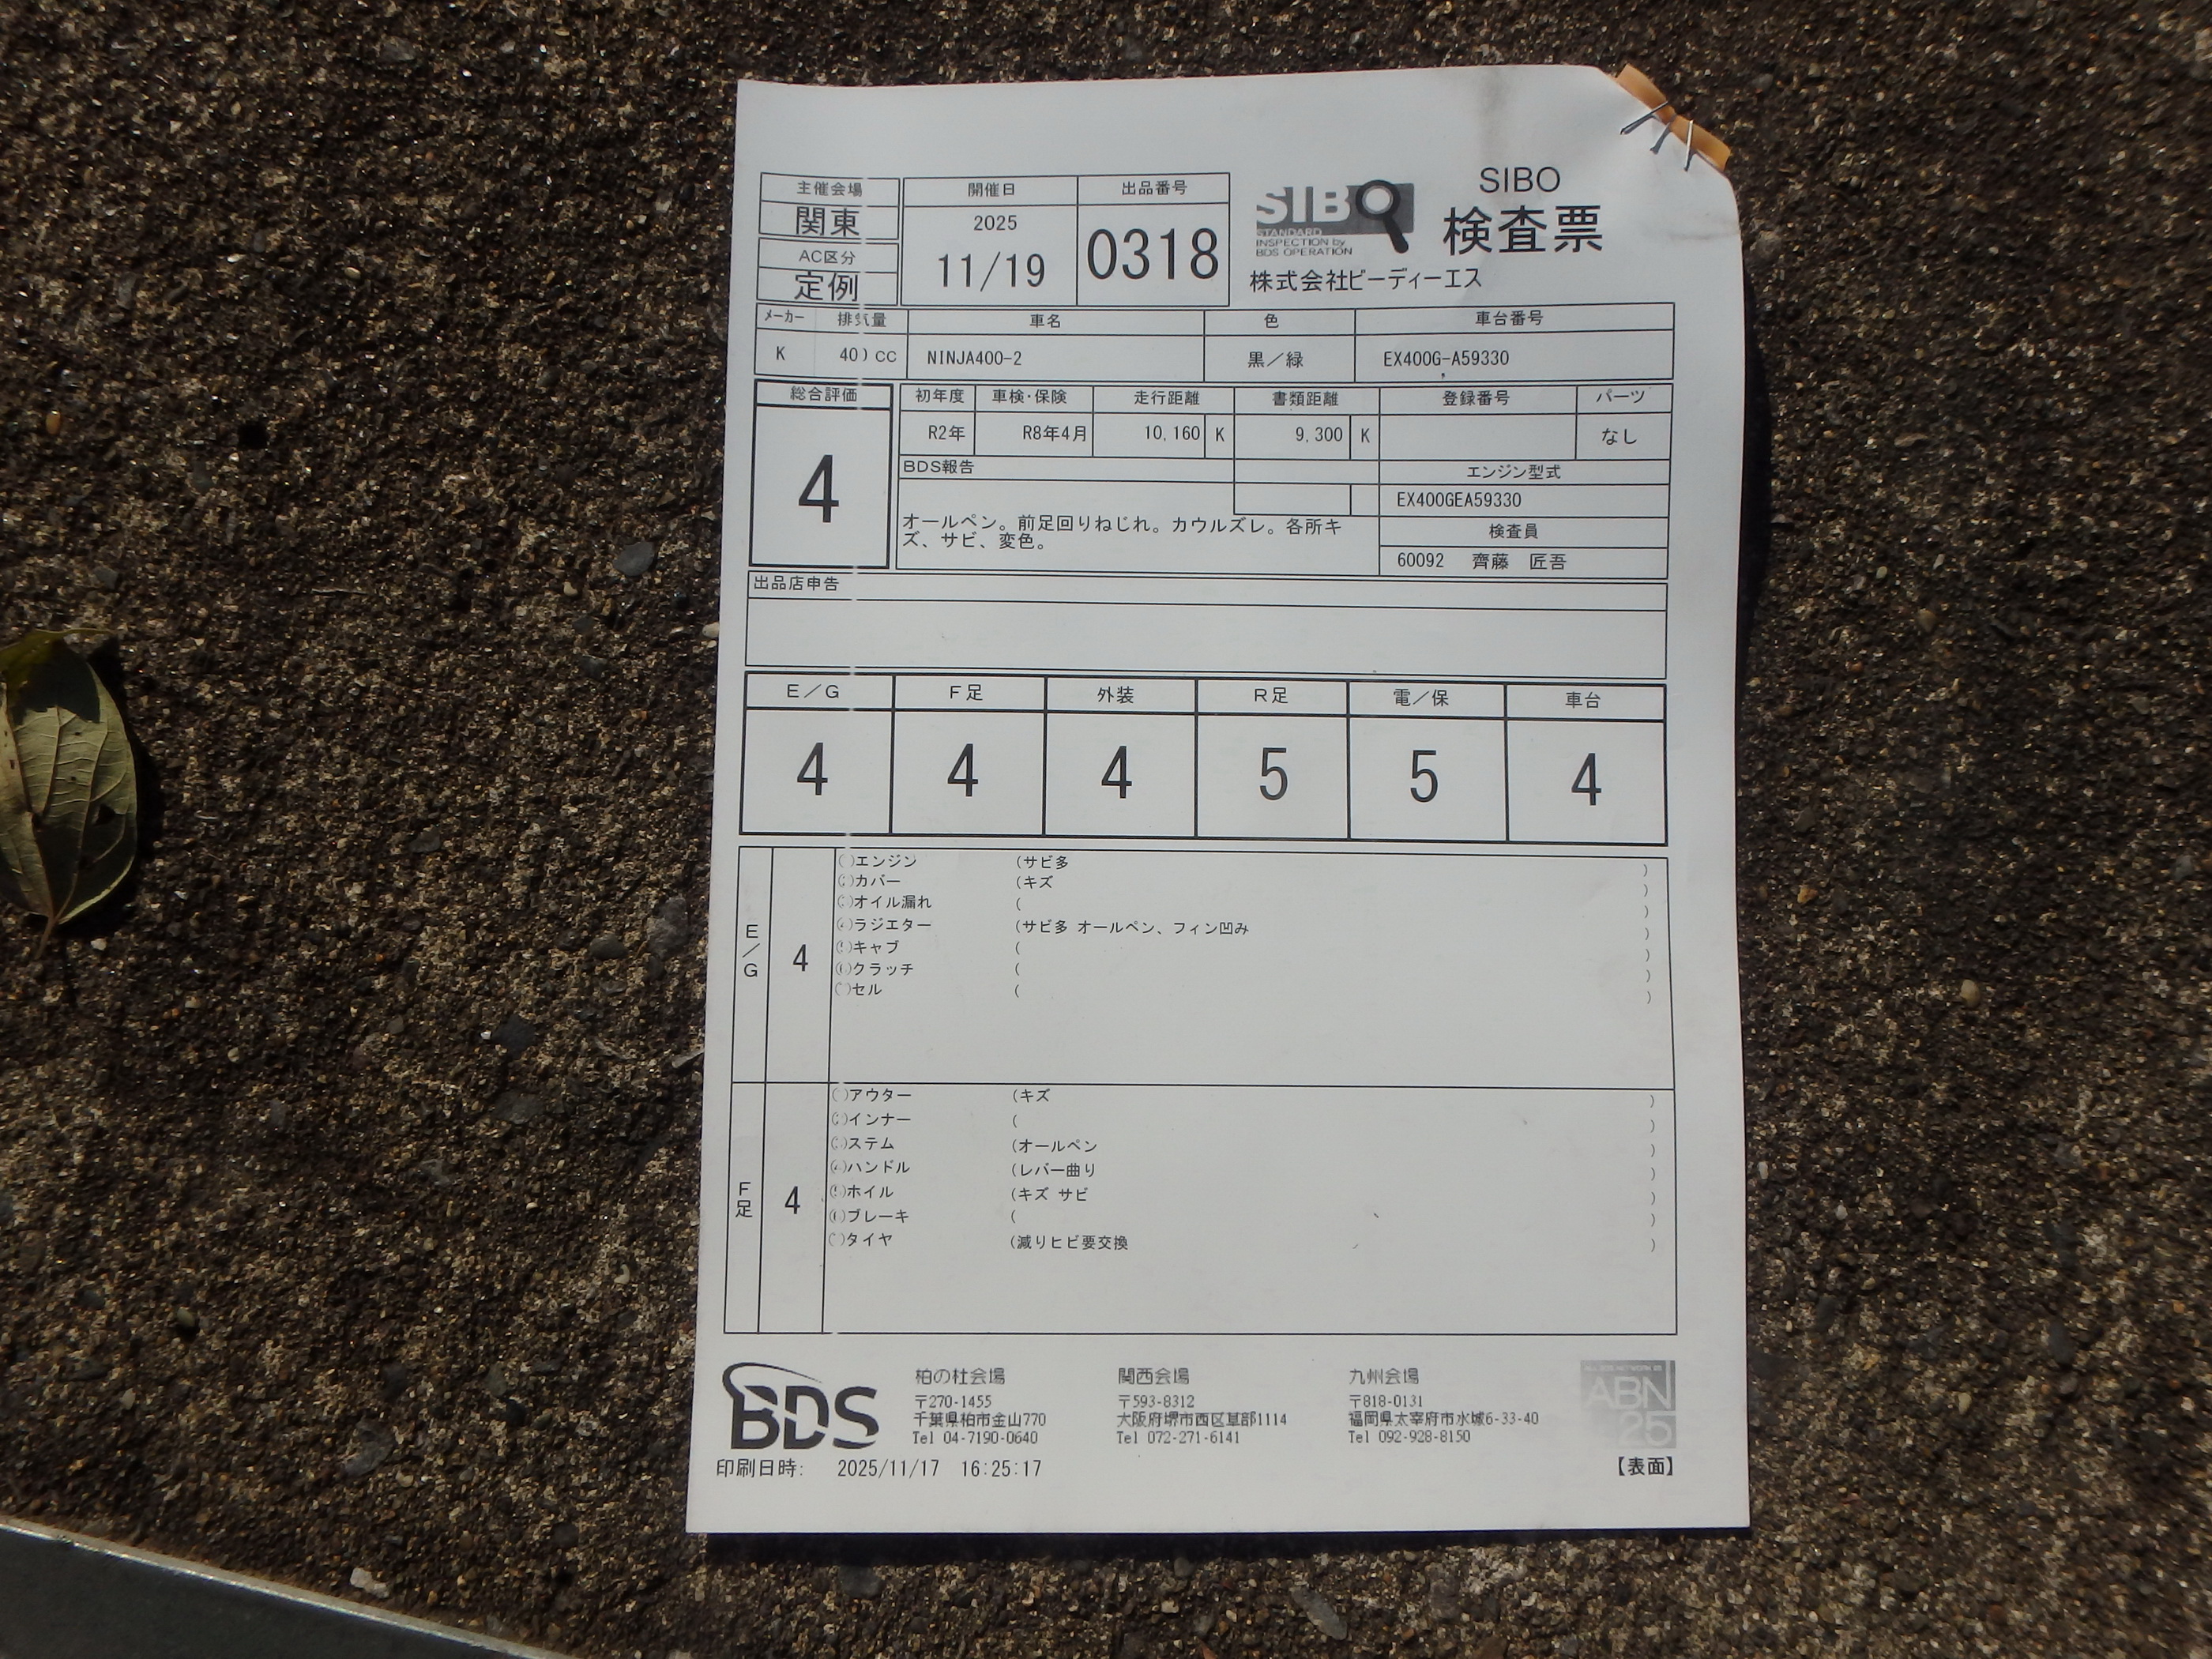 主催会場 開催日 出品番号
関東 2025 11/19 0318
AC区分
定例
SIBO
STANDARD
INSPECTION by
BDS OPERATION
SIBO
検査票
株式会社ビーディーエス
メーカー 排気量 車名 色 車台番号
K 40 CC NINJA400-2 黒/緑 EX400G-A59330
総合評価 初年度 車検・保険 走行距離 書類距離 登録番号 パーツ
4 R2年 R8年4月 10,160 K 9,300 K なし
BDS報告 エンジン型式
EX400GEA59330
オールペン。前足回りねじれ。カウルズレ。各所キ
ズ、サビ、変色。
検査員
60092 齊藤 匠吾
出品店申告
E/G F足 外装 R足 電/保 車台
4 4 4 5 5 4
E/G 4
エンジン (サビ多 )
カバー (キズ )
オイル漏れ ( )
ラジエター (サビ多 オールペン、フィン凹み )
キャブ ( )
クラッチ ( )
セル ( )
F足 4
アウター (キズ )
インナー ( )
ステム (オールペン )
ハンドル (レバー曲り )
ホイル (キズ サビ )
ブレーキ ( )
タイヤ (減りヒビ要交換 )
BDS
柏の杜会場
〒270-1455
千葉県柏市金山770
Tel 04-7190-0640
関西会場
〒593-8312
大阪府堺市西区草部1114
Tel 072-271-6141
九州会場
〒818-0131
福岡県太宰府市水城6-33-40
Tel 092-928-8150
ABN
25
印刷日時: 2025/11/17 16:25:17
【表面】